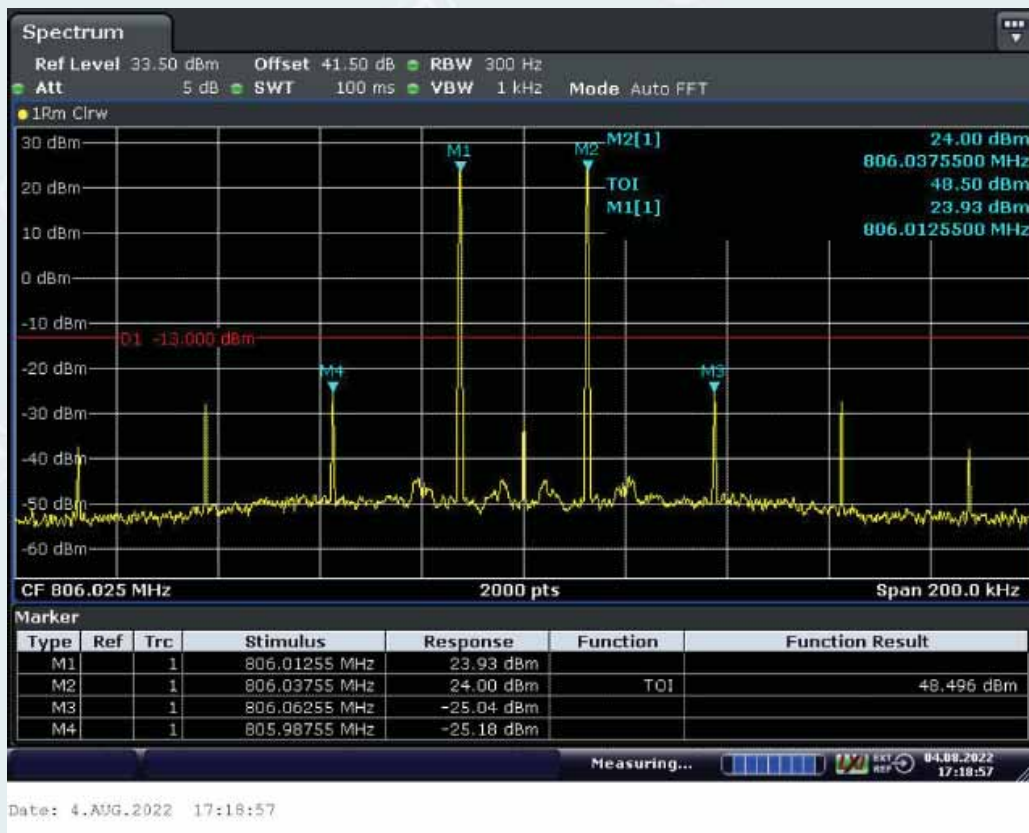 Spectrum
Ref Level 33.50 dBm Offset 41.50 dB RBW 300 Hz
Att 5 dB SWT 100 ms VBW 1 kHz Mode Auto FFT
1Rm Clrw
30 dBm
M1
M2
M2[1] 24.00 dBm
806.0375500 MHz
20 dBm
TOI 48.50 dBm
M1[1] 23.93 dBm
10 dBm
806.0125500 MHz
0 dBm
-10 dBm
D1 -13.000 dBm
-20 dBm
M4
M3
-30 dBm
-40 dBm
-50 dBm
-60 dBm
CF 806.025 MHz 2000 pts Span 200.0 kHz
Marker
Type Ref Trc Stimulus Response Function Function Result
M1 1 806.01255 MHz 23.93 dBm
M2 1 806.03755 MHz 24.00 dBm TOI 48.496 dBm
M3 1 806.06255 MHz -25.04 dBm
M4 1 805.98755 MHz -25.18 dBm
Measuring... LXI EXT REF 04.08.2022
17:18:57
Date: 4.AUG.2022 17:18:57